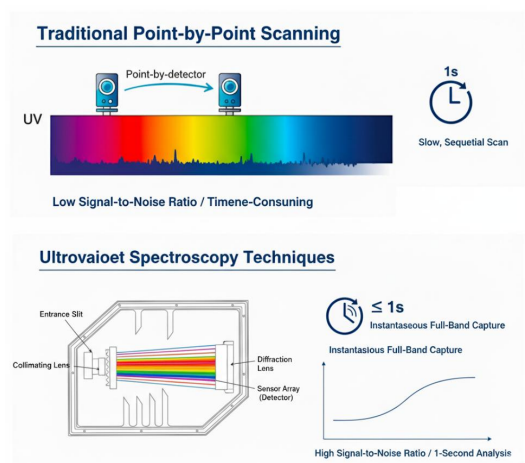 Traditional Point-by-Point Scanning
Point-by-detector
UV
1s
Slow, Sequetial Scan
Low Signal-to-Noise Ratio / Timene-Consuning
Ultrovaioet Spectroscopy Techniques
Entrance Slit
Collimating Lens
Diffraction
Lens
Sensor Array
(Detector)
≤ 1s
Instantaseous Full-Band Capture
Instantasious Full-Band Capture
High Signal-to-Noise Ratio / 1-Second Analysis